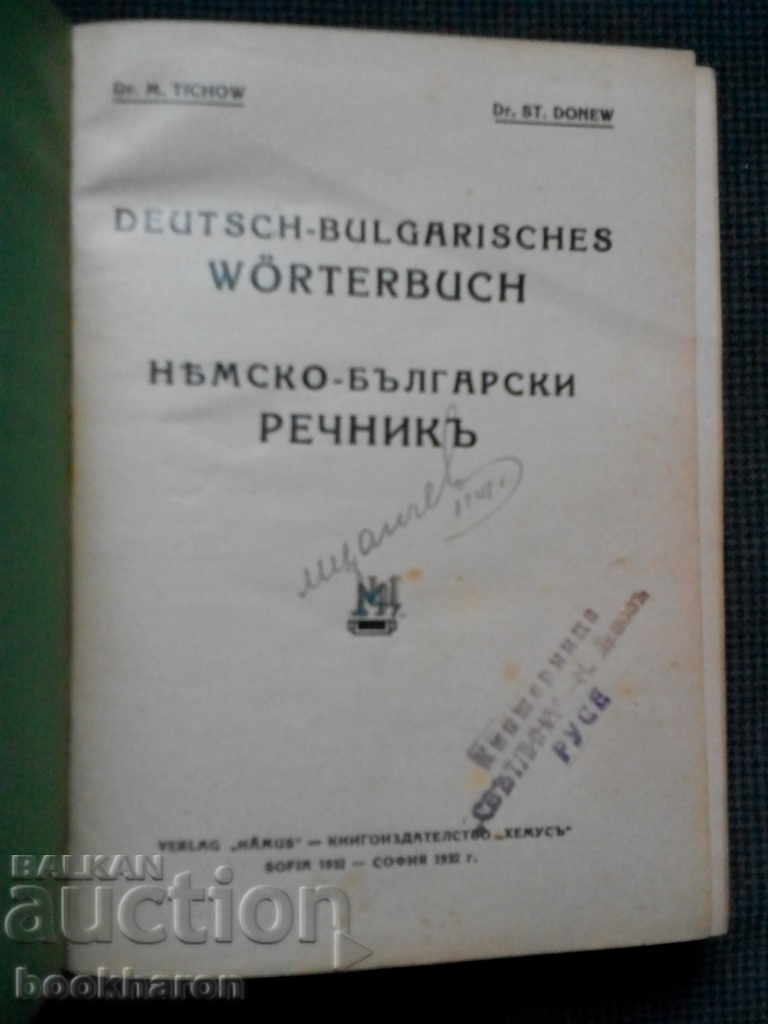 Dr. M. TICHOW
Dr. ST. DONEW
DEUTSCH-BULGARISCHES
WÖRTERBUCH
НѢМСКО-БЪЛГАРСКИ
РЕЧНИКЪ
Книжарница
РУСЕ
VERLAG „HÄMUS" — КНИГОИЗДАТЕЛСТВО „ХЕМУСЪ"
SOFIA 1932 — СОФИЯ 1932 г.
BALKAN
auction
bookharon